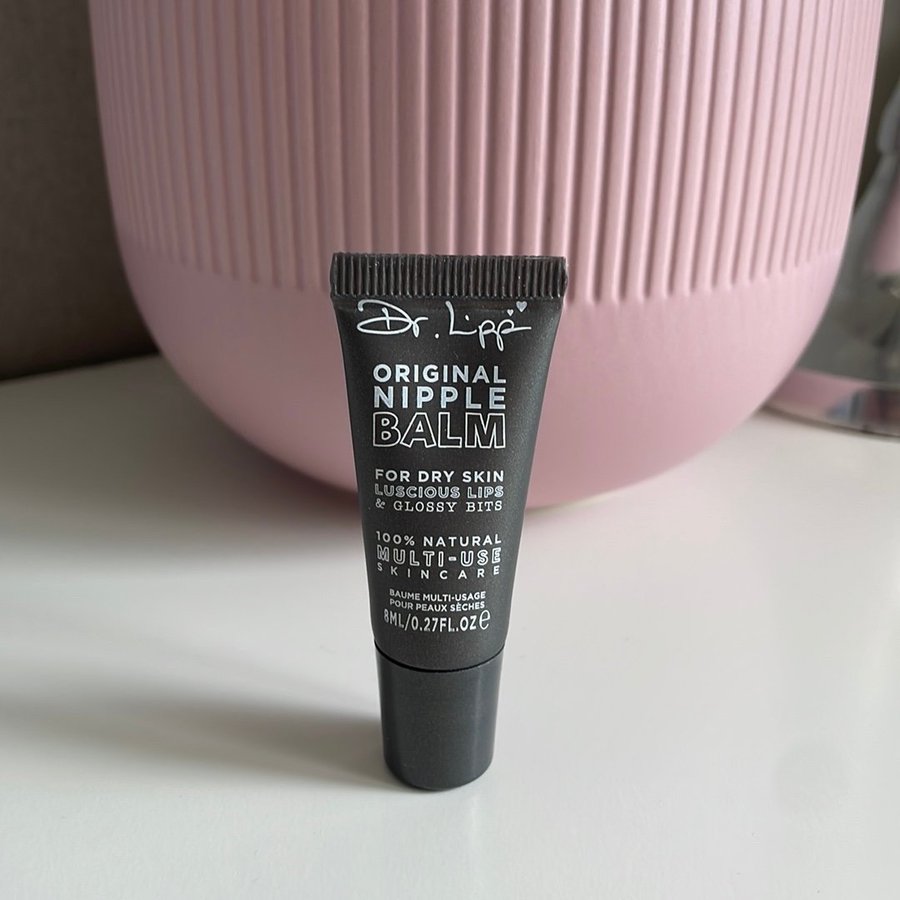 Dr. Lipp
ORIGINAL
NIPPLE
BALM
FOR DRY SKIN
LUSCIOUS LIPS
& GLOSSY BITS
100% NATURAL
MULTI-USE
SKINCARE
BAUME MULTI-USAGE
POUR PEAUX SÈCHES
8ML/0.27FL.OZ℮